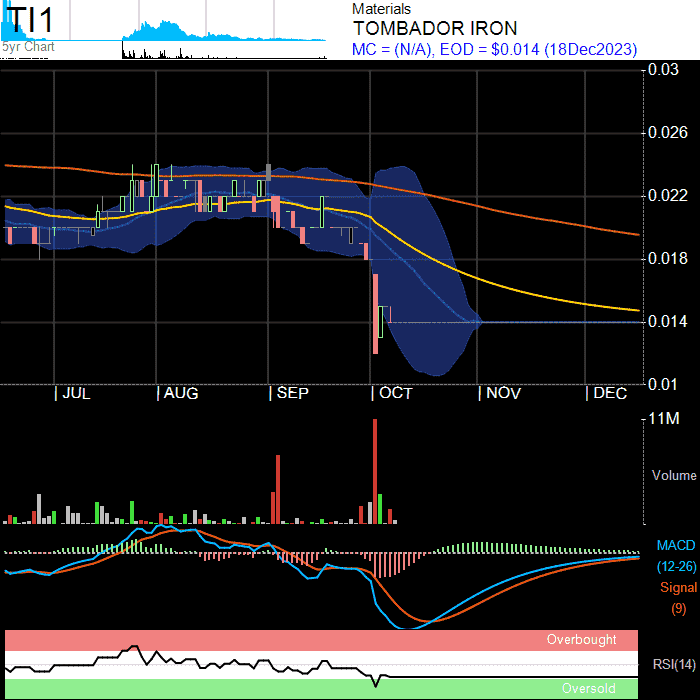 TI1
5yr Chart
Materials
TOMBADOR IRON
MC = (N/A), EOD = $0.014 (18Dec2023)
0.03
0.026
0.022
0.018
0.014
0.01
JUL AUG SEP OCT NOV DEC
11M
Volume
MACD
(12-26)
Signal
(9)
Overbought
RSI(14)
Oversold